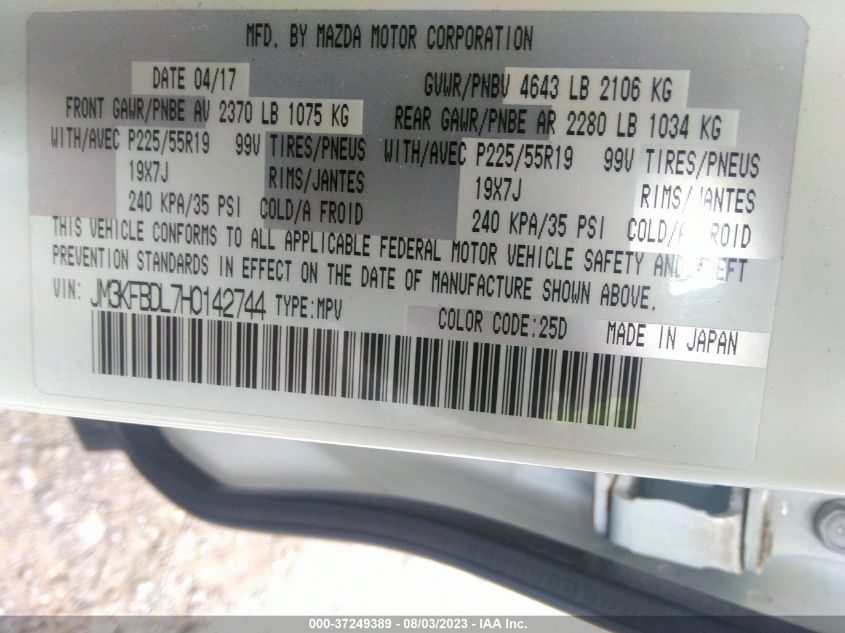 MFD. BY MAZDA MOTOR CORPORATION
DATE 04/17 GVWR/PNBV 4643 LB 2106 KG
FRONT GAWR/PNBE AV 2370 LB 1075 KG REAR GAWR/PNBE AR 2280 LB 1034 KG
WITH/AVEC P225/55R19 99V TIRES/PNEUS WITH/AVEC P225/55R19 99V TIRES/PNEUS
19X7J RIMS/JANTES 19X7J RIMS/JANTES
240 KPA/35 PSI COLD/A FROID 240 KPA/35 PSI COLD/A FROID
THIS VEHICLE CONFORMS TO ALL APPLICABLE FEDERAL MOTOR VEHICLE SAFETY AND THEFT
PREVENTION STANDARDS IN EFFECT ON THE DATE OF MANUFACTURE SHOWN ABOVE.
VIN: JM3KFBDL7H0142744 TYPE:MPV
COLOR CODE:25D MADE IN JAPAN
000-37249389 - 08/03/2023 - IAA Inc.